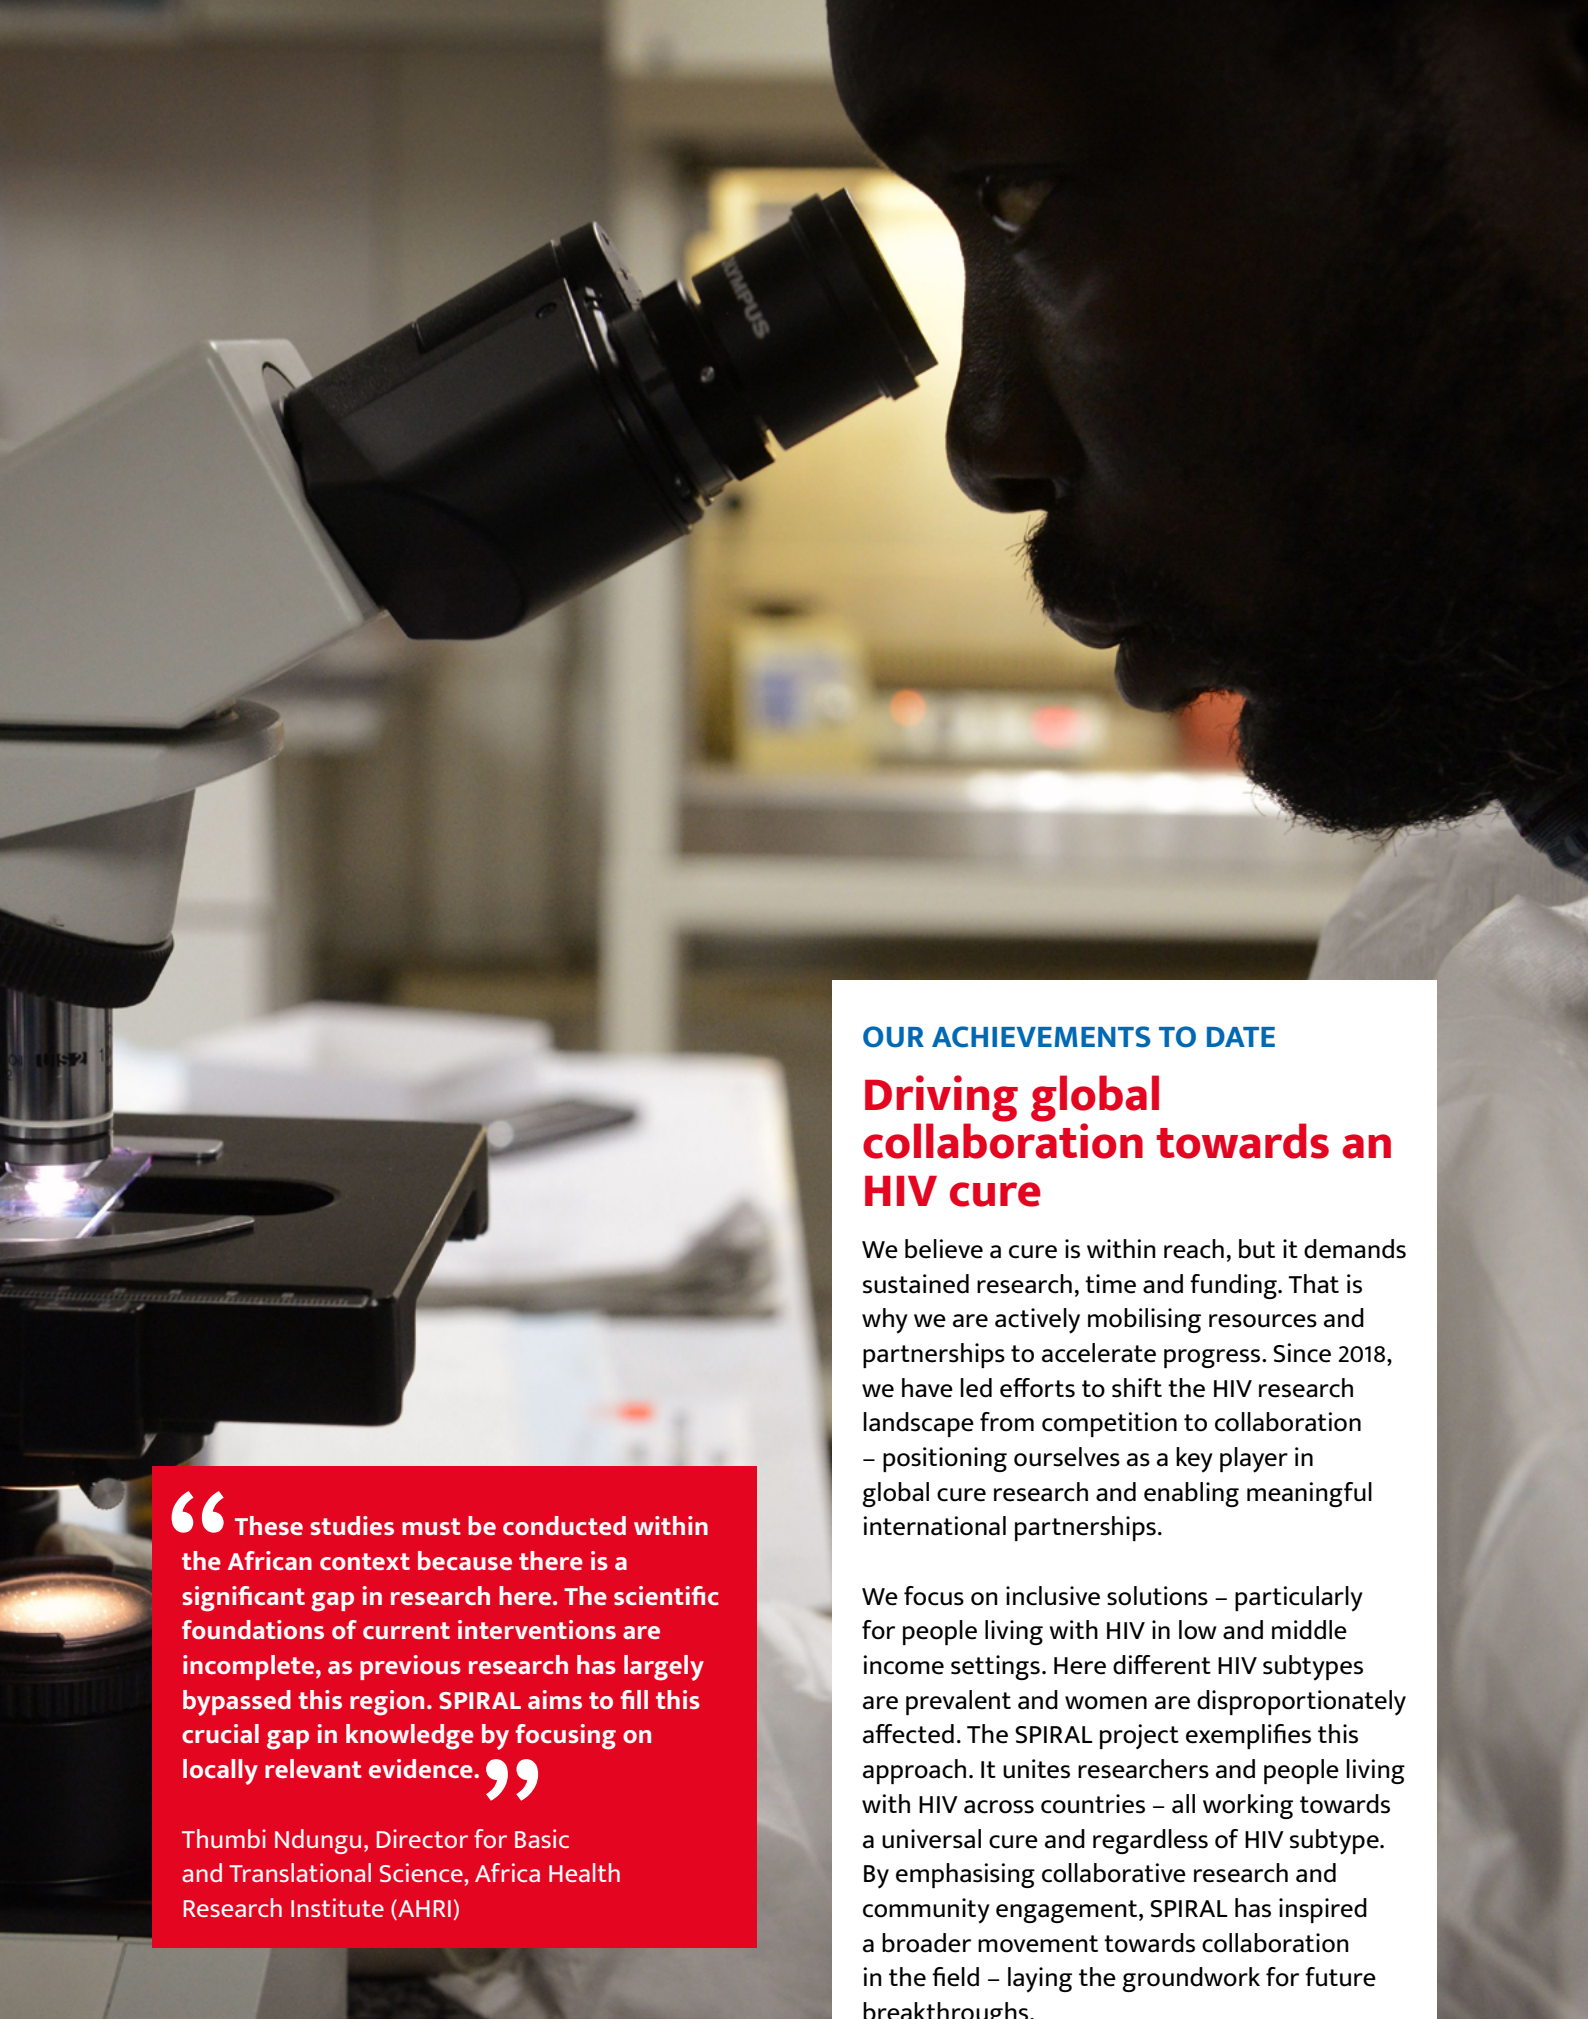 OLYMPUS
OUR ACHIEVEMENTS TO DATE
Driving global
collaboration towards an
HIV cure
We believe a cure is within reach, but it demands
sustained research, time and funding. That is
why we are actively mobilising resources and
partnerships to accelerate progress. Since 2018,
we have led efforts to shift the HIV research
landscape from competition to collaboration
– positioning ourselves as a key player in
global cure research and enabling meaningful
international partnerships.
We focus on inclusive solutions – particularly
for people living with HIV in low and middle
income settings. Here different HIV subtypes
are prevalent and women are disproportionately
affected. The SPIRAL project exemplifies this
approach. It unites researchers and people living
with HIV across countries – all working towards
a universal cure and regardless of HIV subtype.
By emphasising collaborative research and
community engagement, SPIRAL has inspired
a broader movement towards collaboration
in the field – laying the groundwork for future
breakthroughs.
“ These studies must be conducted within
the African context because there is a
significant gap in research here. The scientific
foundations of current interventions are
incomplete, as previous research has largely
bypassed this region. SPIRAL aims to fill this
crucial gap in knowledge by focusing on
locally relevant evidence. ”
Thumbi Ndungu, Director for Basic
and Translational Science, Africa Health
Research Institute (AHRI)